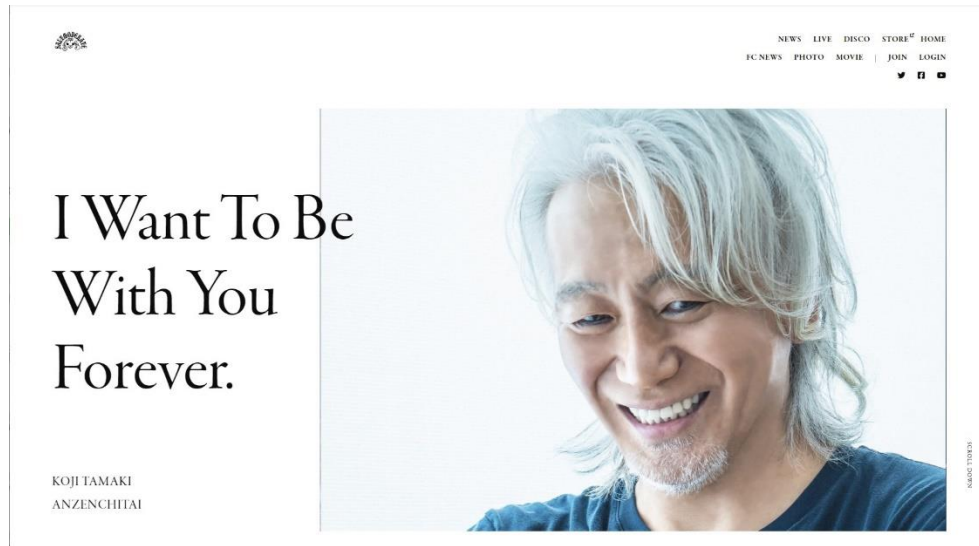 NEWS LIVE DISCO STORE HOME
FC NEWS PHOTO MOVIE | JOIN LOGIN
I Want To Be
With You
Forever.
KOJI TAMAKI
ANZENCHITAI
SCROLL DOWN